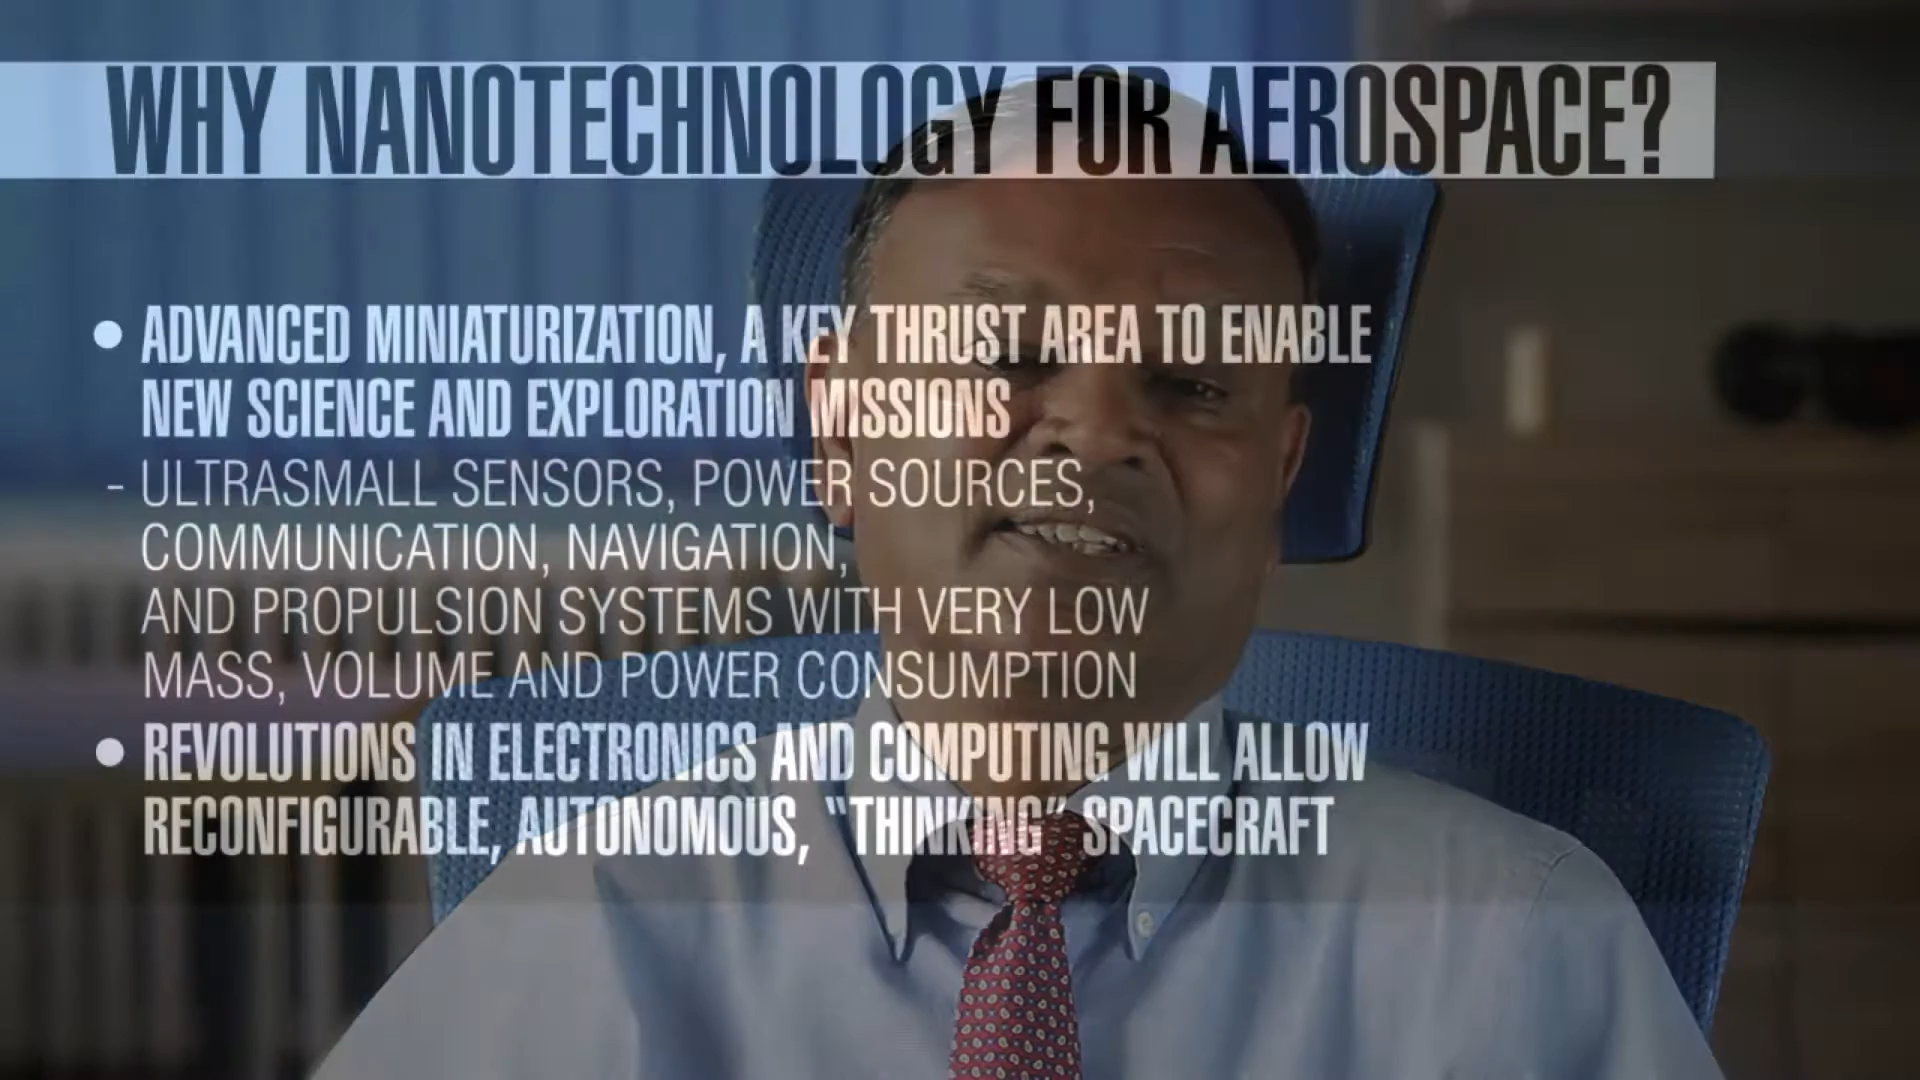 WHY NANOTECHNOLOGY FOR AEROSPACE?
● ADVANCED MINIATURIZATION, A KEY THRUST AREA TO ENABLE
NEW SCIENCE AND EXPLORATION MISSIONS
- ULTRASMALL SENSORS, POWER SOURCES,
COMMUNICATION, NAVIGATION,
AND PROPULSION SYSTEMS WITH VERY LOW
MASS, VOLUME AND POWER CONSUMPTION
● REVOLUTIONS IN ELECTRONICS AND COMPUTING WILL ALLOW
RECONFIGURABLE, AUTONOMOUS, “THINKING” SPACECRAFT